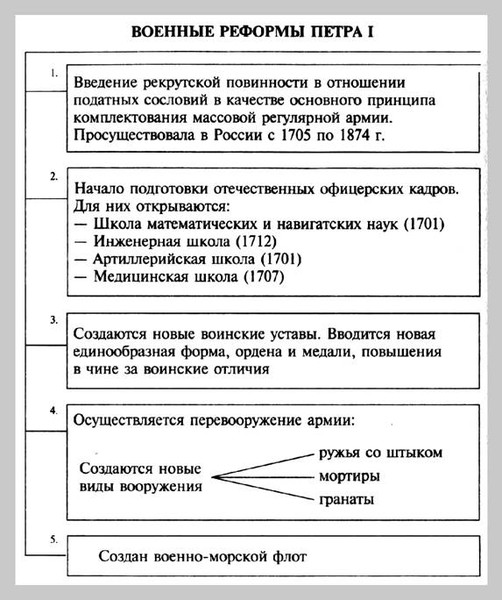 ВОЕННЫЕ РЕФОРМЫ ПЕТРА I
1.
Введение рекрутской повинности в отношении
податных сословий в качестве основного принципа
комплектования массовой регулярной армии.
Просуществовала в России с 1705 по 1874 г.
2.
Начало подготовки отечественных офицерских кадров.
Для них открываются:
— Школа математических и навигатских наук (1701)
— Инженерная школа (1712)
— Артиллерийская школа (1701)
— Медицинская школа (1707)
3.
Создаются новые воинские уставы. Вводится новая
единообразная форма, ордена и медали, повышения
в чине за воинские отличия
4.
Осуществляется перевооружение армии:
Создаются новые
виды вооружения
ружья со штыком
мортиры
гранаты
5.
Создан военно-морской флот